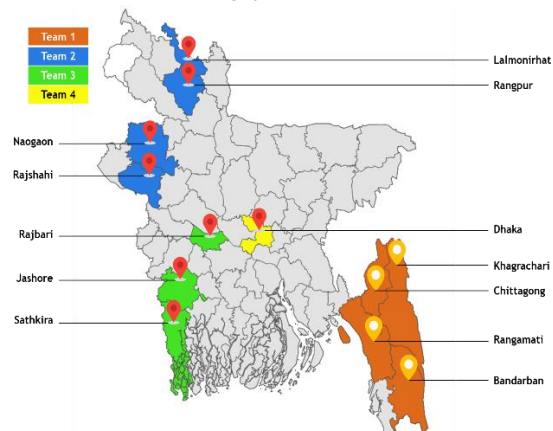 Team 1
Team 2
Team 3
Team 4
Lalmonirhat
Rangpur
Naogaon
Rajshahi
Rajbari
Dhaka
Khagrachari
Jashore
Chittagong
Sathkira
Rangamati
Bandarban